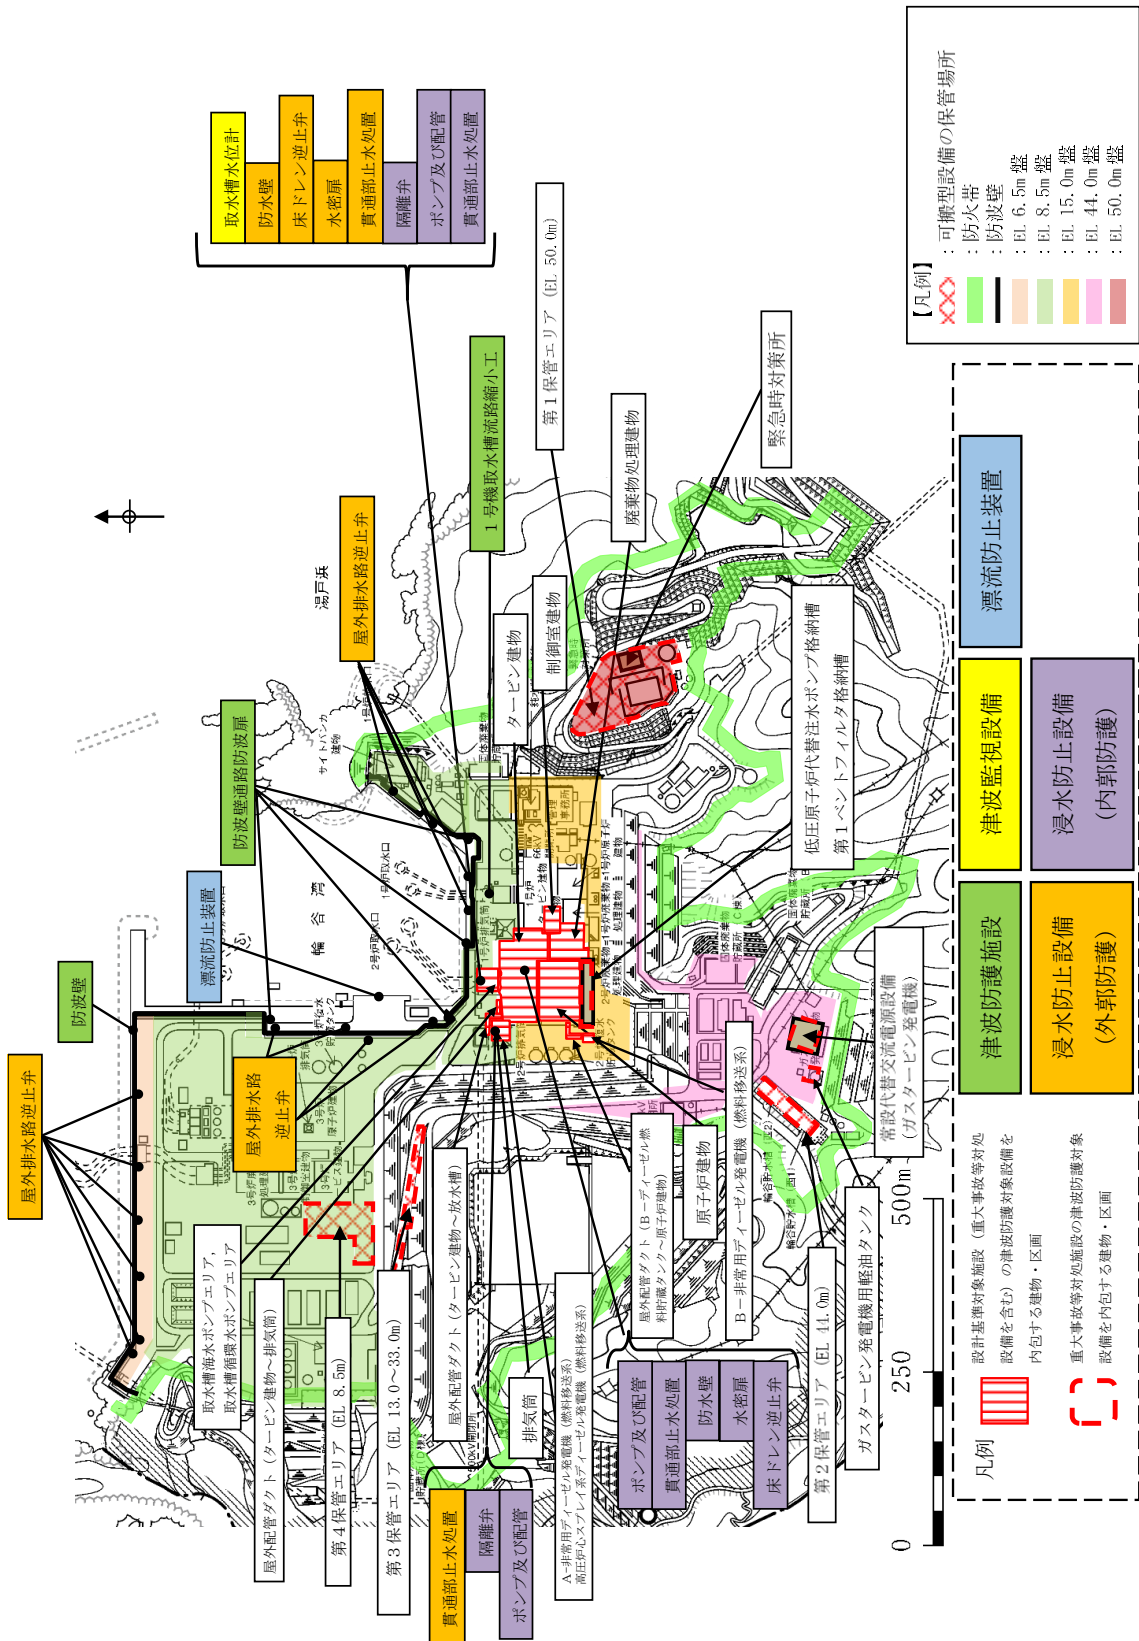 屋外排水路逆止弁
防波壁
漂流防止装置
防波壁通路防波扉
屋外排水路逆止弁
1号機取水槽流路縮小工
取水槽水位計
防水壁
床ドレン逆止弁
水密扉
貫通部止水処置
隔離弁
ポンプ及び配管
貫通部止水処置
屋外排水路
逆止弁
湯戸浜
輪谷湾
サイトバンカ
建物
1号炉取水口
2号炉取水口
タービン建物
制御室建物
第1保管エリア (EL 50.0m)
廃棄物処理建物
緊急時対策所
低圧原子炉代替注水ポンプ格納槽
第1ベントフィルタ格納槽
取水槽海水ポンプエリア,
取水槽循環水ポンプエリア
屋外配管ダクト (タービン建物~排気筒)
第4保管エリア (EL 8.5m)
第3保管エリア (EL 13.0~33.0m)
屋外配管ダクト (タービン建物~放水槽)
排気筒
A-非常用ディーゼル発電機 (燃料移送系)
高圧炉心スプレイ系ディーゼル発電機 (燃料移送系)
屋外配管ダクト (B-ディーゼル燃
料貯蔵タンク~原子炉建物)
原子炉建物
B-非常用ディーゼル発電機 (燃料移送系)
第2保管エリア (EL 44.0m)
ガスタービン発電機用軽油タンク
常設代替交流電源設備
(ガスタービン発電機)
貫通部止水処置
隔離弁
ポンプ及び配管
ポンプ及び配管
貫通部止水処置
防水壁
水密扉
床ドレン逆止弁
輪谷貯水槽 (西1)
0
250
500m
【凡例】
: 可搬型設備の保管場所
: 防火帯
: 防波壁
: EL 6.5m 盤
: EL 8.5m 盤
: EL 15.0m 盤
: EL 44.0m 盤
: EL 50.0m 盤
凡例
設計基準対象施設 (重大事故等対処
設備を含む) の津波防護対象設備を
内包する建物・区画
重大事故等対処施設の津波防護対象
設備を内包する建物・区画
津波防護施設
津波監視設備
漂流防止装置
浸水防止設備
(外郭防護)
浸水防止設備
(内郭防護)